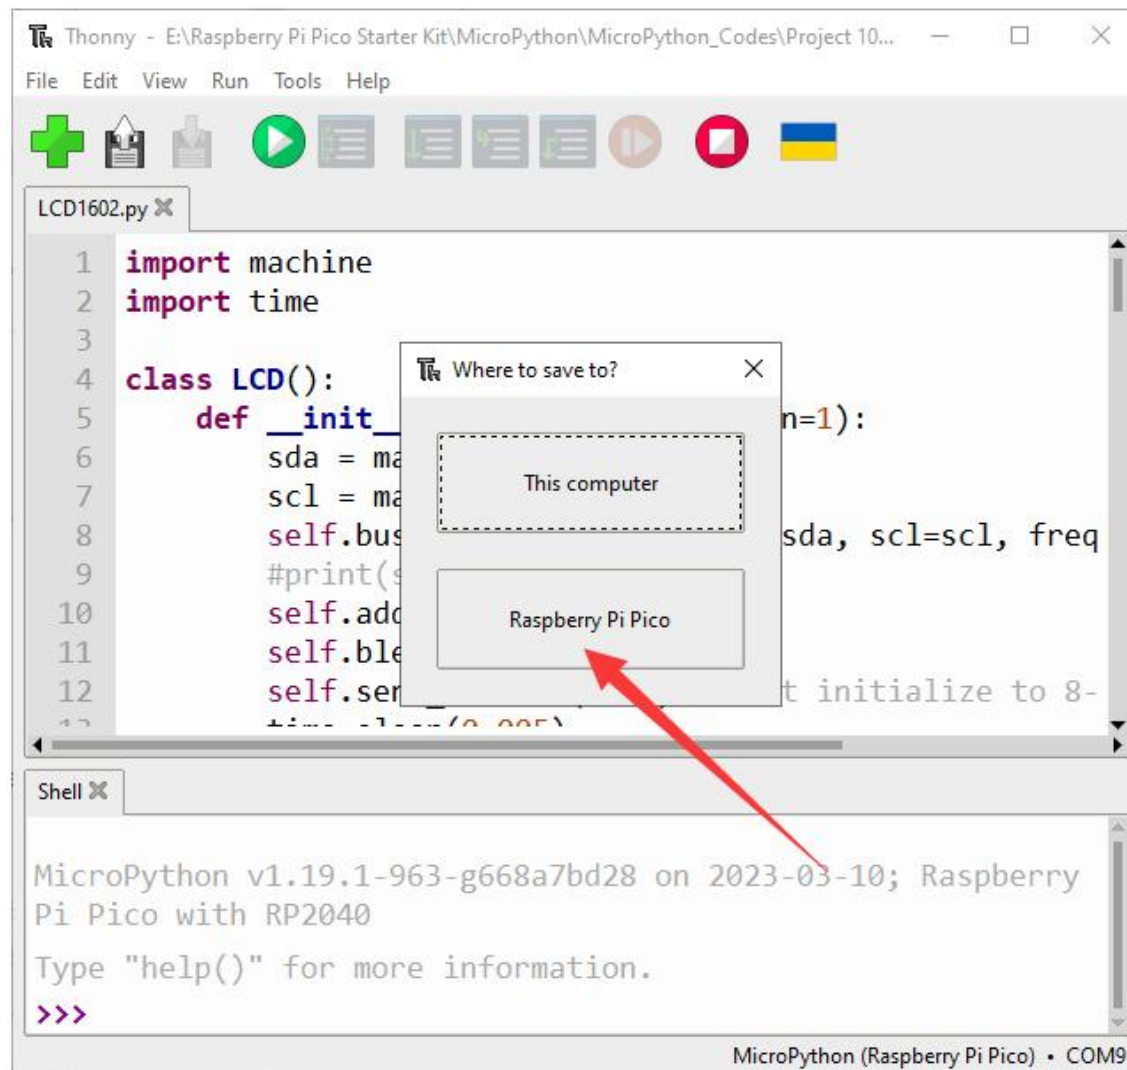 Thonny - E:\Raspberry Pi Pico Starter Kit\MicroPython\MicroPython_Codes\Project 10...
File Edit View Run Tools Help
LCD1602.py
1 import machine
2 import time
3
4 class LCD():
5 def __init__ n=1):
6 sda = ma
7 scl = ma
8 self.bus sda, scl=scl, freq
9 #print(s
10 self.add
11 self.ble
12 self.sen t initialize to 8-
Where to save to?
This computer
Raspberry Pi Pico
Shell
MicroPython v1.19.1-963-g668a7bd28 on 2023-03-10; Raspberry
Pi Pico with RP2040
Type "help()" for more information.
>>>
MicroPython (Raspberry Pi Pico) • COM9